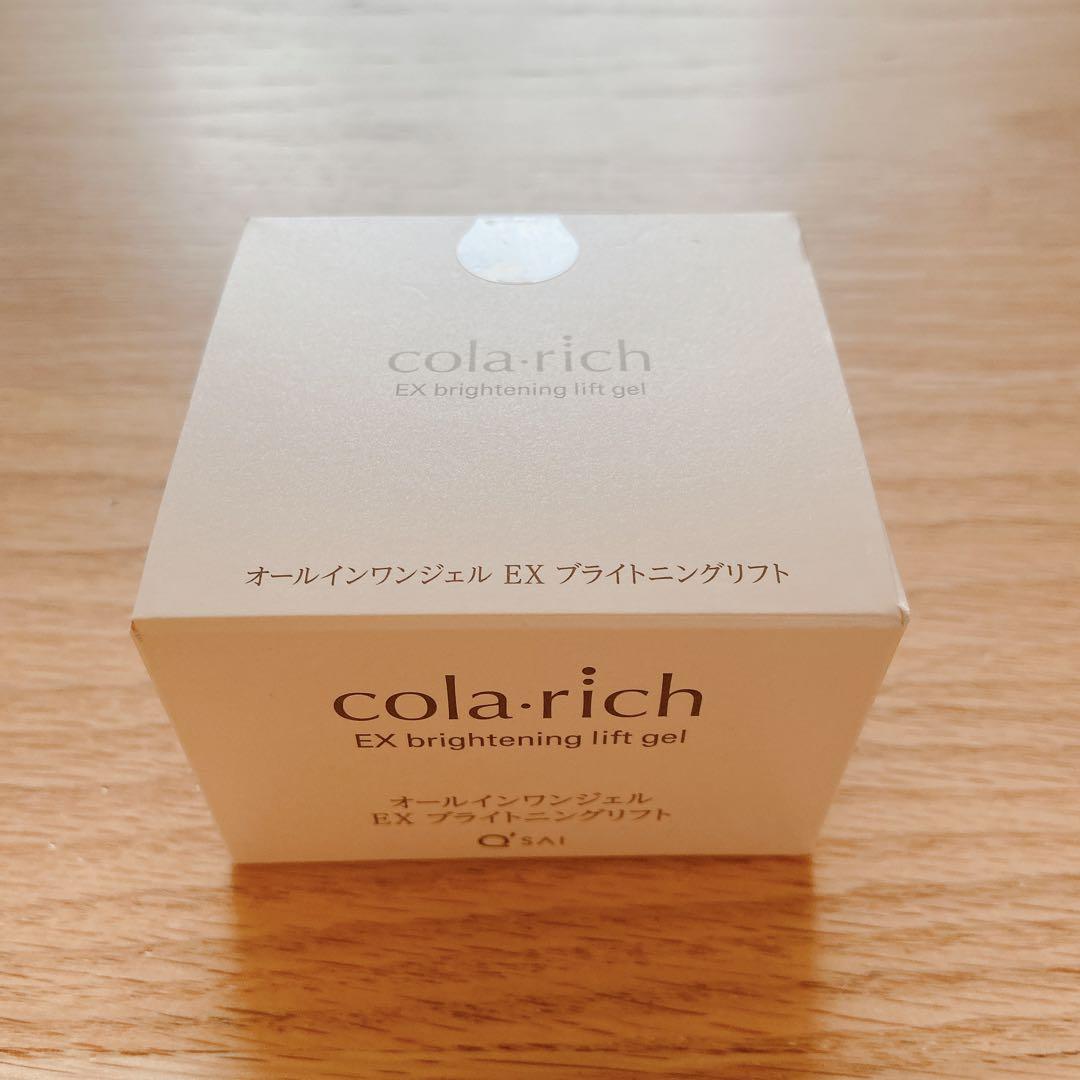 cola·rich
EX brightening lift gel
オールインワンジェル EX ブライトニングリフト
cola·rich
EX brightening lift gel
オールインワンジェル
EX ブライトニングリフト
Q'SAI